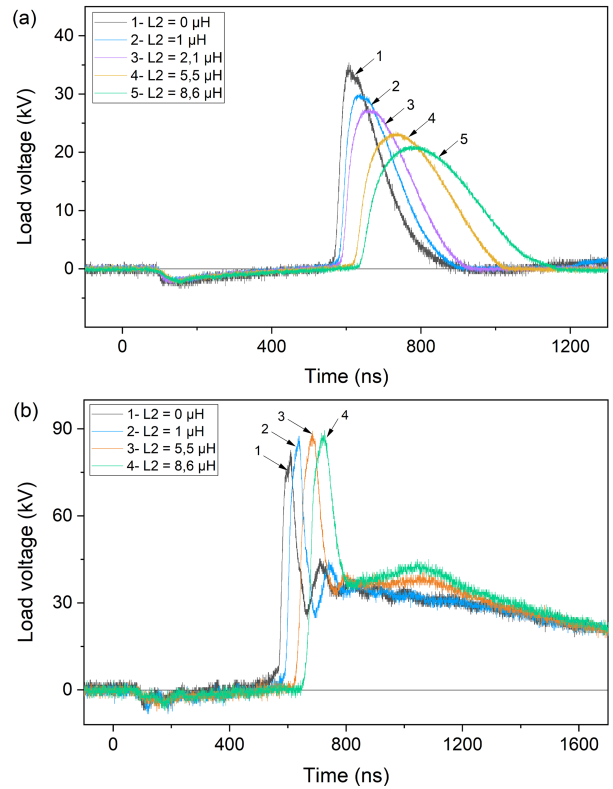 (a)
1- L2 = 0 µH
2- L2 =1 µH
3- L2 = 2,1 µH
4- L2 = 5,5 µH
5- L2 = 8,6 µH
40
30
20
10
0
Load voltage (kV)
1
2
3
4
5
0
400
800
1200
Time (ns)
(b)
1- L2 = 0 µH
2- L2 = 1 µH
3- L2 = 5,5 µH
4- L2 = 8,6 µH
90
60
30
0
Load voltage (kV)
1
2
3
4
0
400
800
1200
1600
Time (ns)